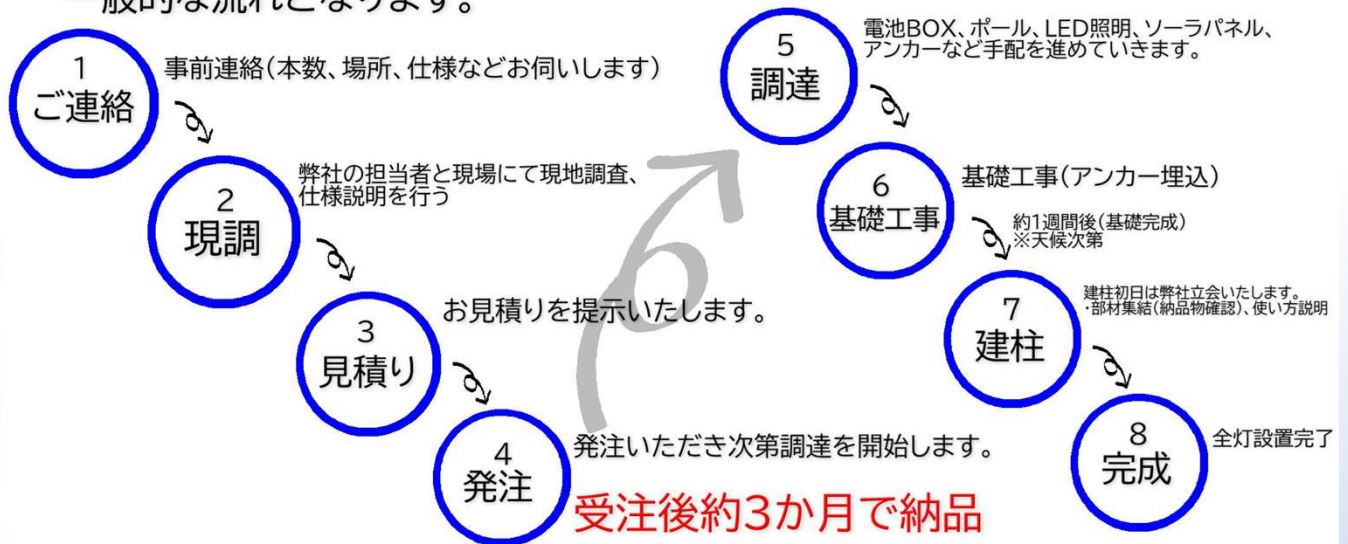 一般的な流れとなります。
1
ご連絡
事前連絡(本数、場所、仕様などお伺いします)
2
現調
弊社の担当者と現場にて現地調査、
仕様説明を行う
3
見積り
お見積りを提示いたします。
4
発注
発注いただき次第調達を開始します。
受注後約3か月で納品
5
調達
電池BOX、ポール、LED照明、ソーラパネル、
アンカーなど手配を進めていきます。
6
基礎工事
基礎工事(アンカー埋込)
約1週間後(基礎完成)
※天候次第
7
建柱
建柱初日は弊社立会いたします。
・部材集結(納品物確認)、使い方説明
8
完成
全灯設置完了